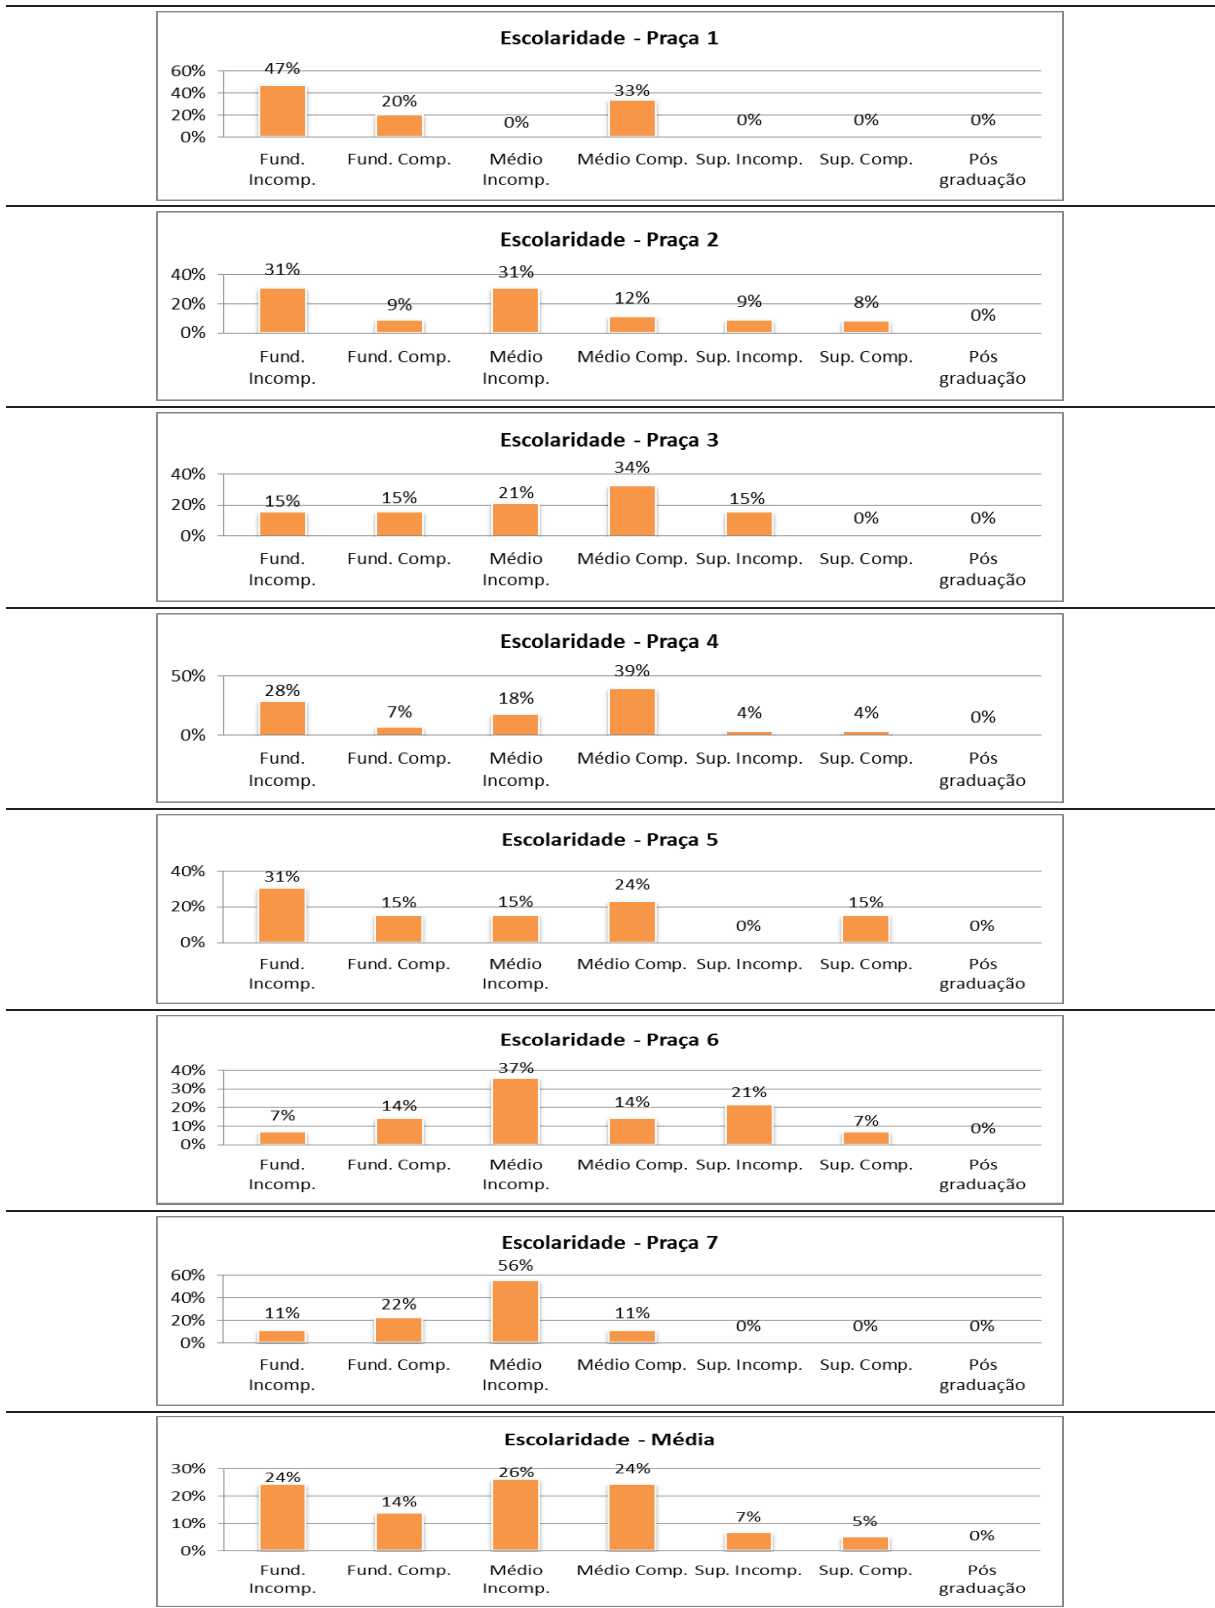 Escolaridade - Praça 1
47%
60%
40%
33%
20%
20%
0%
0%
0%
0%
0%
Fund. Incomp.
Fund. Comp.
Médio Incomp.
Médio Comp.
Sup. Incomp.
Sup. Comp.
Pós graduação
Escolaridade - Praça 2
40%
31%
31%
20%
9%
12%
9%
8%
0%
0%
Fund. Incomp.
Fund. Comp.
Médio Incomp.
Médio Comp.
Sup. Incomp.
Sup. Comp.
Pós graduação
Escolaridade - Praça 3
34%
40%
20%
15%
15%
21%
15%
0%
0%
0%
Fund. Incomp.
Fund. Comp.
Médio Incomp.
Médio Comp.
Sup. Incomp.
Sup. Comp.
Pós graduação
Escolaridade - Praça 4
50%
39%
28%
7%
18%
4%
4%
0%
0%
Fund. Incomp.
Fund. Comp.
Médio Incomp.
Médio Comp.
Sup. Incomp.
Sup. Comp.
Pós graduação
Escolaridade - Praça 5
40%
31%
24%
20%
15%
15%
15%
0%
0%
0%
Fund. Incomp.
Fund. Comp.
Médio Incomp.
Médio Comp.
Sup. Incomp.
Sup. Comp.
Pós graduação
Escolaridade - Praça 6
40%
37%
30%
20%
10%
0%
7%
14%
14%
21%
7%
0%
Fund. Incomp.
Fund. Comp.
Médio Incomp.
Médio Comp.
Sup. Incomp.
Sup. Comp.
Pós graduação
Escolaridade - Praça 7
56%
60%
40%
20%
0%
11%
22%
11%
0%
0%
0%
Fund. Incomp.
Fund. Comp.
Médio Incomp.
Médio Comp.
Sup. Incomp.
Sup. Comp.
Pós graduação
Escolaridade - Média
30%
20%
10%
0%
24%
14%
26%
24%
7%
5%
0%
Fund. Incomp.
Fund. Comp.
Médio Incomp.
Médio Comp.
Sup. Incomp.
Sup. Comp.
Pós graduação